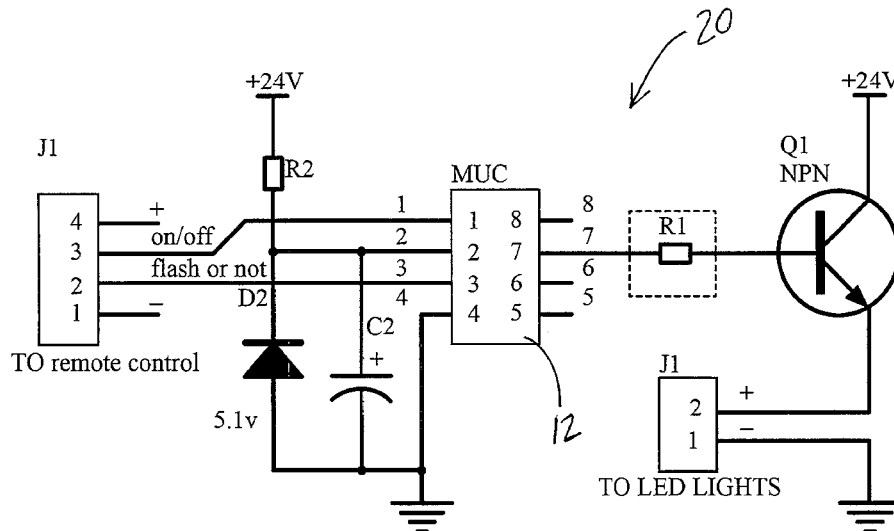 20
+24V
+24V
J1
Q1
NPN
R2
MUC
4
+
1
1
8
8
3
on/off
2
2
7
7
R1
2
flash or not
3
3
6
6
1
−
D2
4
4
5
5
C2
TO remote control
+
J1
5.1v
12
2
+
1
−
TO LED LIGHTS